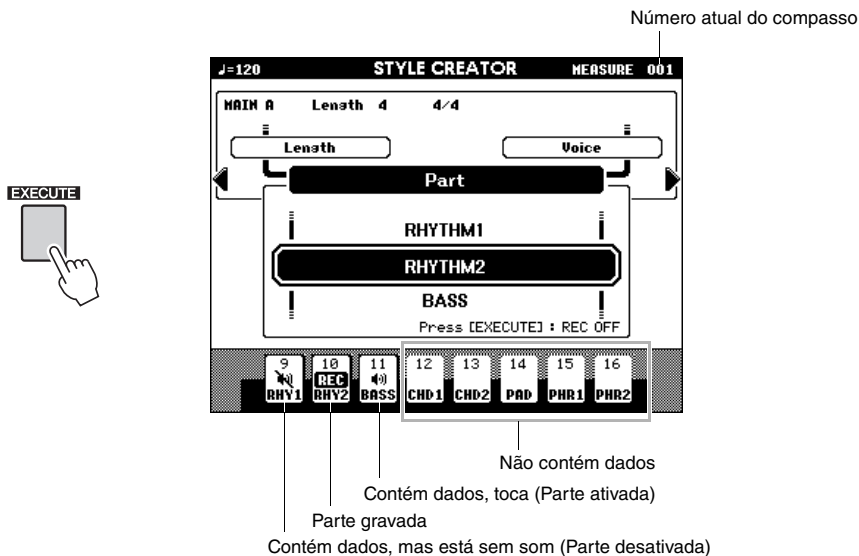 Número atual do compasso
♩=120 STYLE CREATOR MEASURE 001
MAIN A Length 4 4/4
Length Voice
Part
EXECUTE
RHYTHM1
RHYTHM2
BASS
Press [EXECUTE] : REC OFF
9 10 11 12 13 14 15 16
REC
RHY1 RHY2 BASS CHD1 CHD2 PAD PHR1 PHR2
Não contém dados
Contém dados, toca (Parte ativada)
Parte gravada
Contém dados, mas está sem som (Parte desativada)